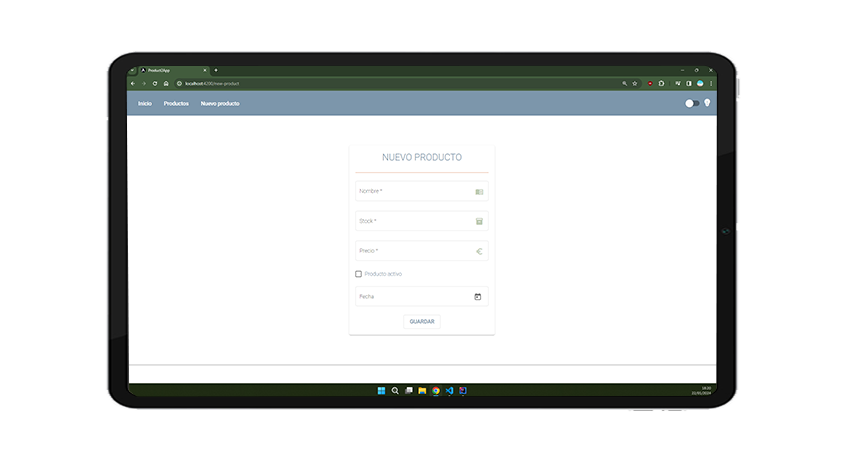 ProductJApp
localhost:4200/new-product
Inicio Productos Nuevo producto
NUEVO PRODUCTO
Nombre *
Stock *
Precio *
Producto activo
Fecha
GUARDAR
14:20
22/01/2024